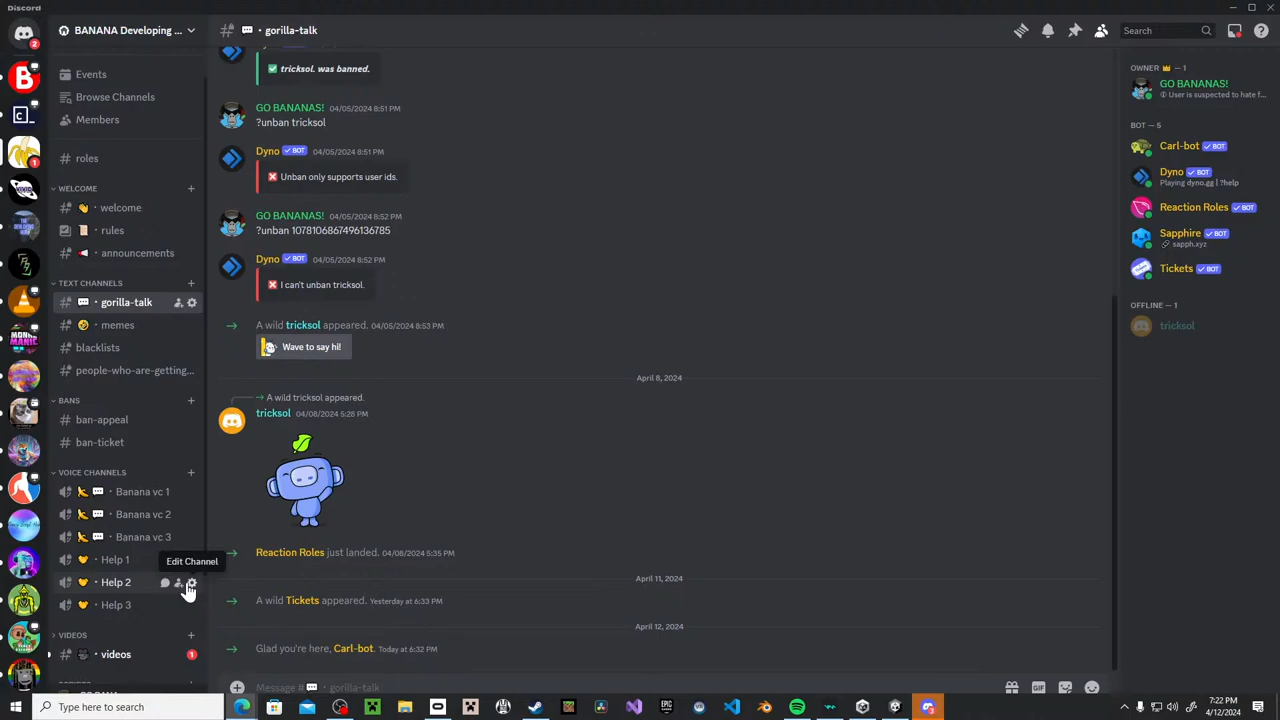 Discord
BANANA Developing ...
Events
Browse Channels
Members
roles
WELCOME
welcome
rules
announcements
TEXT CHANNELS
gorilla-talk
memes
blacklists
people-who-are-getting...
BANS
ban-appeal
ban-ticket
VOICE CHANNELS
Banana vc 1
Banana vc 2
Banana vc 3
Help 1
Edit Channel
Help 2
Help 3
VIDEOS
videos 1
gorilla-talk
tricksol. was banned.
GO BANANAS! 04/05/2024 8:51 PM
?unban tricksol
Dyno BOT 04/05/2024 8:51 PM
Unban only supports user ids.
GO BANANAS! 04/05/2024 8:52 PM
?unban 1078106867496136785
Dyno BOT 04/05/2024 8:52 PM
I can't unban tricksol.
A wild tricksol appeared. 04/05/2024 8:53 PM
Wave to say hi!
April 8, 2024
A wild tricksol appeared.
tricksol 04/08/2024 5:28 PM
Reaction Roles just landed. 04/08/2024 5:35 PM
April 11, 2024
A wild Tickets appeared. Yesterday at 6:33 PM
April 12, 2024
Glad you're here, Carl-bot. Today at 6:32 PM
Message # gorilla-talk
GIF
Search
OWNER — 1
GO BANANAS!
User is suspected to hate f...
BOT — 5
Carl-bot BOT
Dyno BOT
Playing dyno.gg | ?help
Reaction Roles BOT
Sapphire BOT
sapph.xyz
Tickets BOT
OFFLINE — 1
tricksol
Type here to search
7:22 PM
4/12/2024